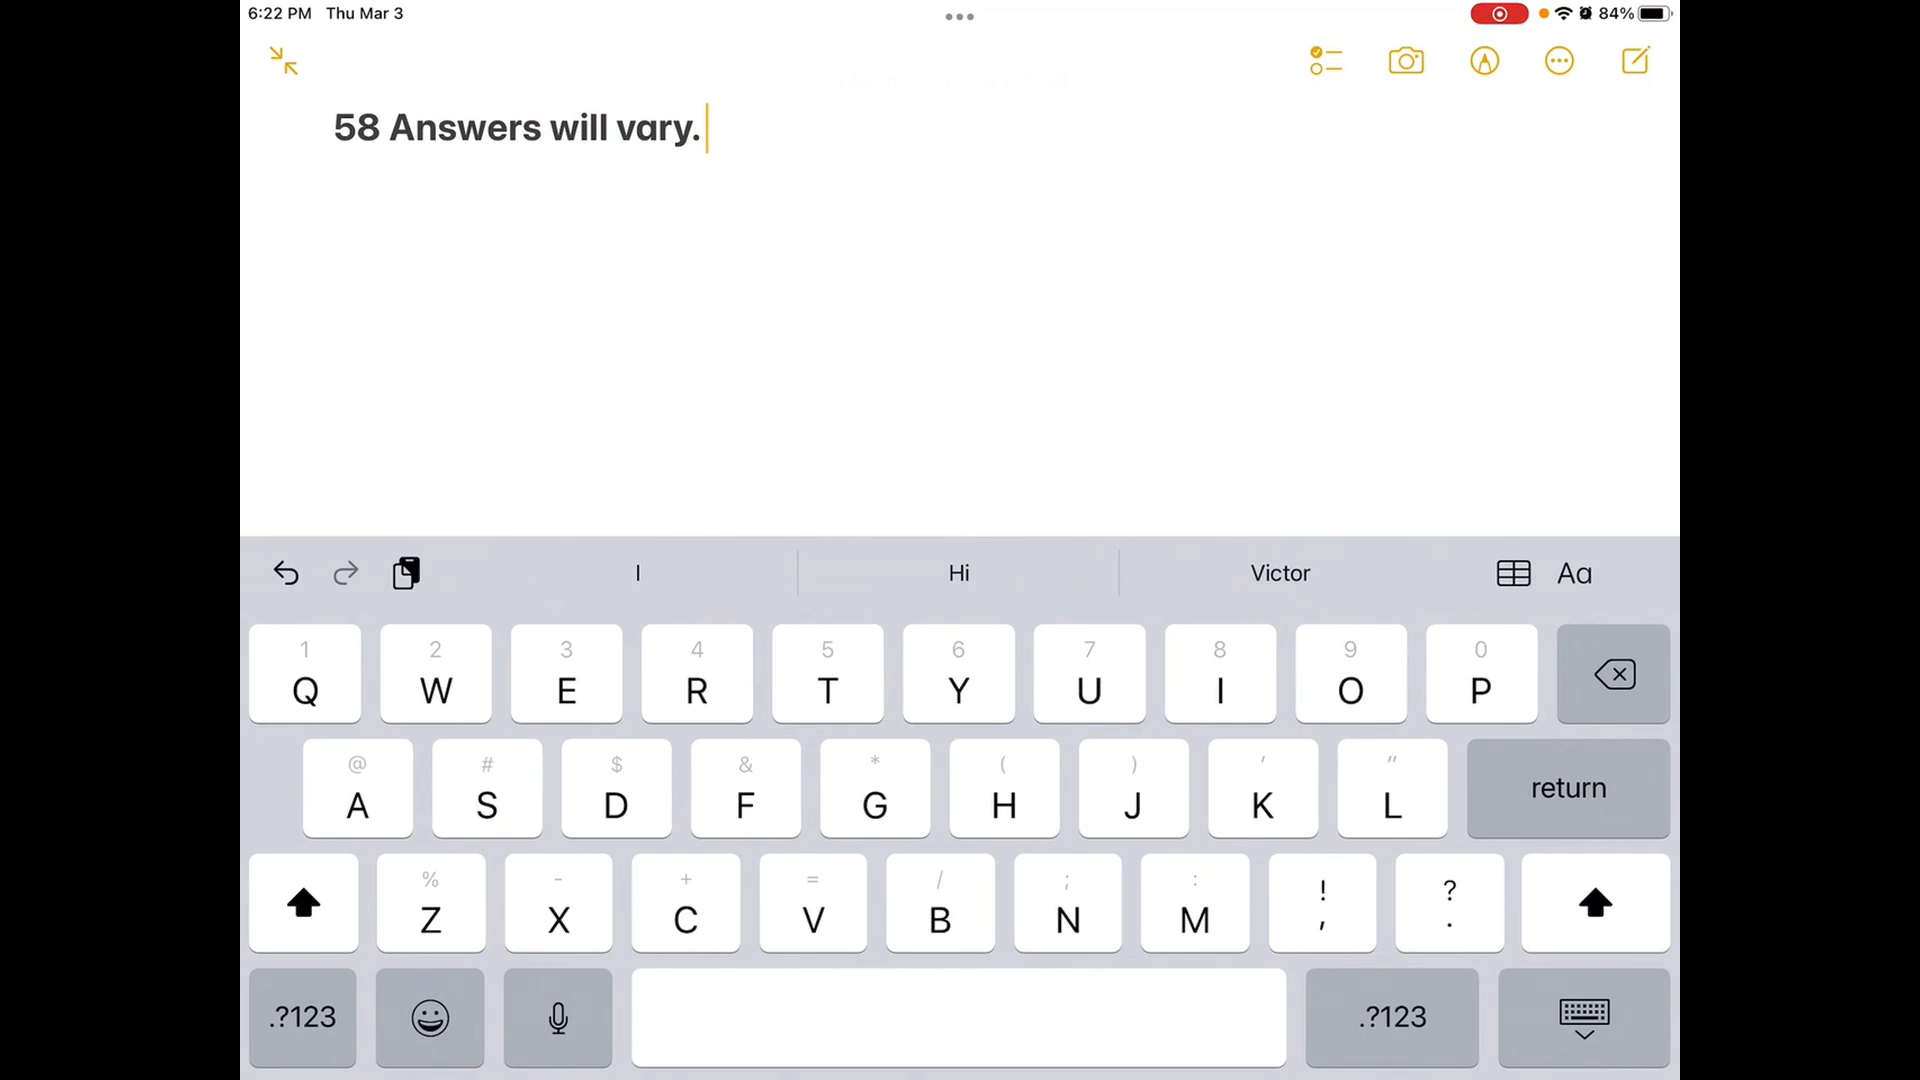 6:22 PM Thu Mar 3
84%
58 Answers will vary.
I Hi Victor Aa
1 2 3 4 5 6 7 8 9 0
Q W E R T Y U I O P
@ # $ & * ( ) ' "
A S D F G H J K L return
% - + = / ; : ! ?
Z X C V B N M , .
.?123 .?123